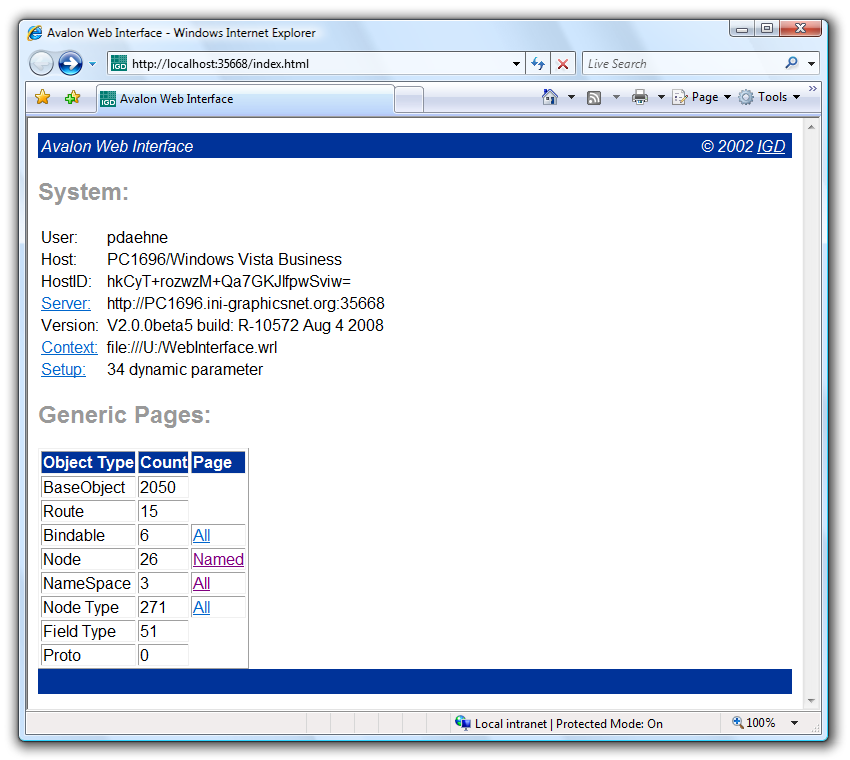 Avalon Web Interface - Windows Internet Explorer
IGD http://localhost:35668/index.html Live Search
IGD Avalon Web Interface Page Tools
Avalon Web Interface © 2002 IGD
System:
User: pdaehne
Host: PC1696/Windows Vista Business
HostID: hkCyT+rozwzM+Qa7GKJlfpwSviw=
Server: http://PC1696.ini-graphicsnet.org:35668
Version: V2.0.0beta5 build: R-10572 Aug 4 2008
Context: file:///U:/WebInterface.wrl
Setup: 34 dynamic parameter
Generic Pages:
Object Type Count Page
BaseObject 2050
Route 15
Bindable 6 All
Node 26 Named
NameSpace 3 All
Node Type 271 All
Field Type 51
Proto 0
Local intranet | Protected Mode: On 100%